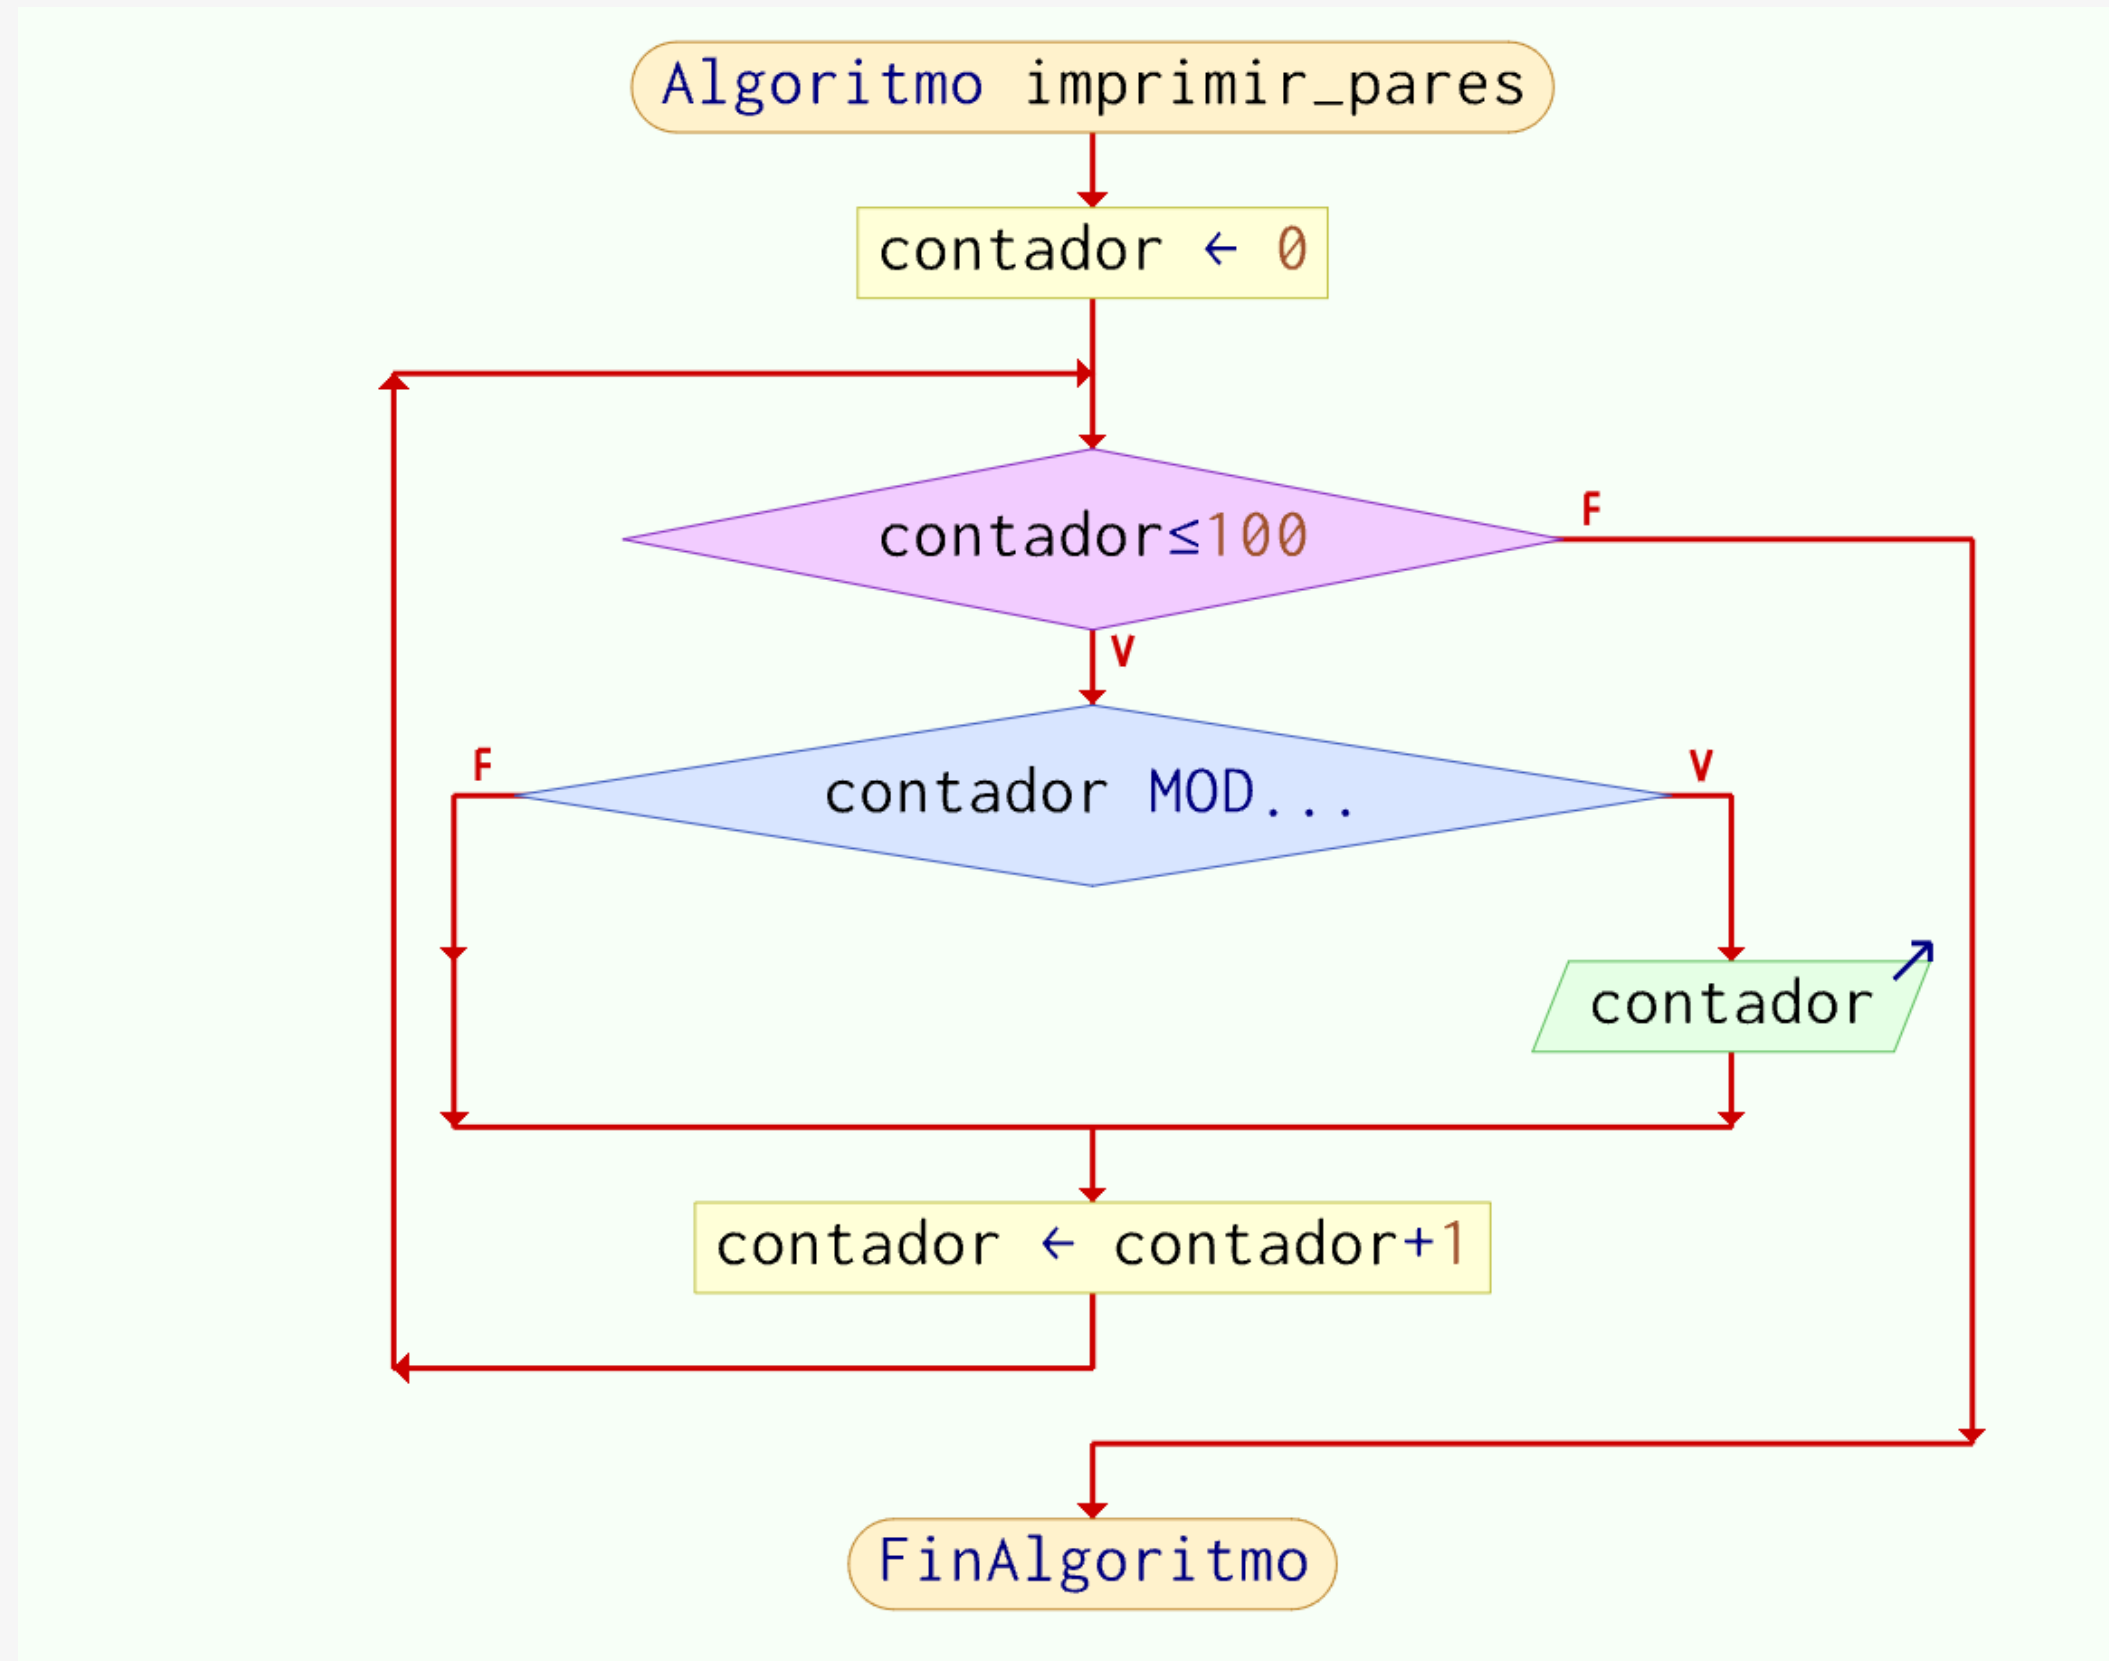 Algoritmo imprimir_pares
contador ← 0
contador≤100
F
V
F
contador MOD...
V
contador
contador ← contador+1
FinAlgoritmo